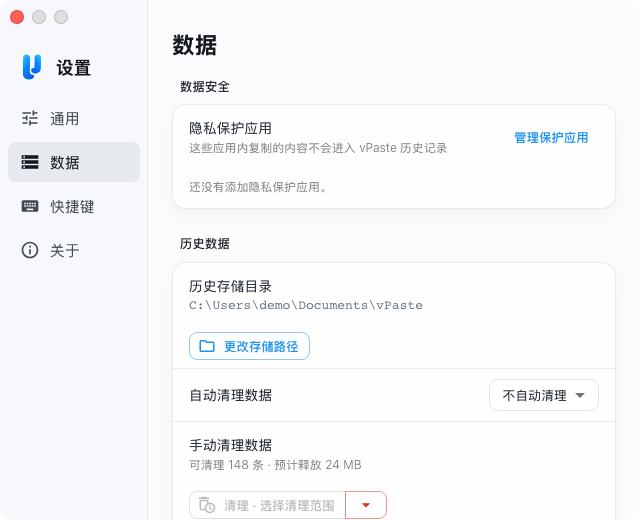 数据
设置
数据安全
通用
隐私保护应用
这些应用内复制的内容不会进入 vPaste 历史记录
管理保护应用
数据
还没有添加隐私保护应用。
快捷键
关于
历史数据
历史存储目录
C:\Users\demo\Documents\vPaste
更改存储路径
自动清理数据
不自动清理
手动清理数据
可清理 148 条 · 预计释放 24 MB
清理 · 选择清理范围